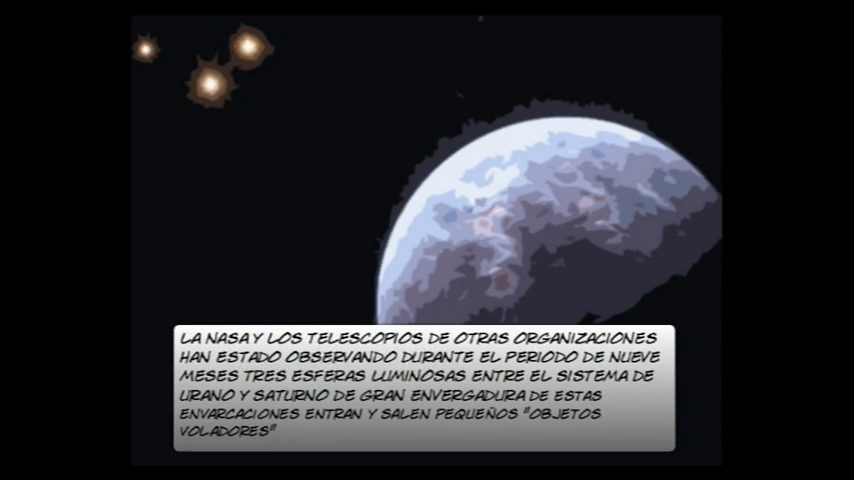 LA NASA Y LOS TELESCOPIOS DE OTRAS ORGANIZACIONES
HAN ESTADO OBSERVANDO DURANTE EL PERIODO DE NUEVE
MESES TRES ESFERAS LUMINOSAS ENTRE EL SISTEMA DE
URANO Y SATURNO DE GRAN ENVERGADURA DE ESTAS
ENVARCACIONES ENTRAN Y SALEN PEQUEÑOS "OBJETOS
VOLADORES"